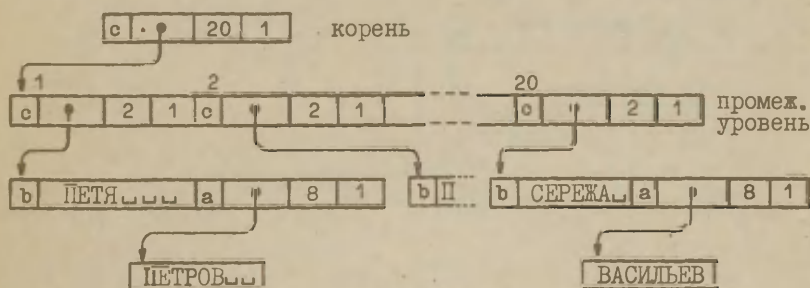 c 20 1 корень
1 2 20
c 2 1 c 2 1 c 2 1 промеж.
уровень
b ПЕТЯ␣␣␣ a 8 1 b П b СЕРЕЖА␣ a 8 1
ПЕТРОВ␣␣ ВАСИЛЬЕВ